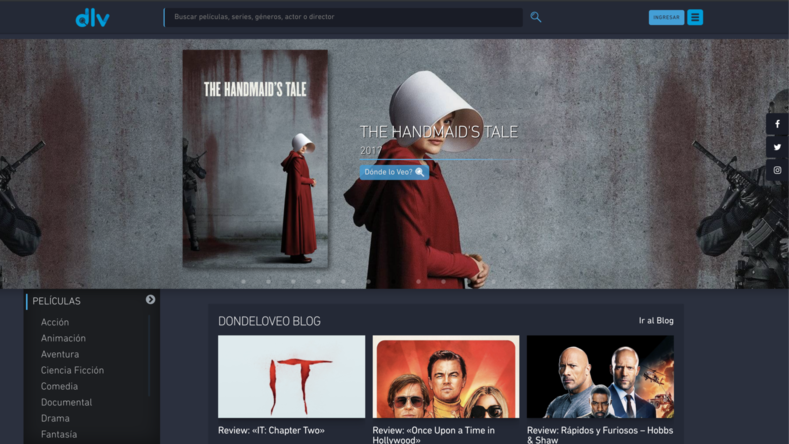 dlv
Buscar películas, series, géneros, actor o director
INGRESAR
THE HANDMAID'S TALE
THE HANDMAID'S TALE
2017
Dónde lo Veo?
PELÍCULAS
Acción
Animación
Aventura
Ciencia Ficción
Comedia
Documental
Drama
Fantasía
DONDELOVEO BLOG
Ir al Blog
IT
Review: «IT: Chapter Two»
Review: «Once Upon a Time in
Hollywood»
Review: Rápidos y Furiosos – Hobbs
& Shaw